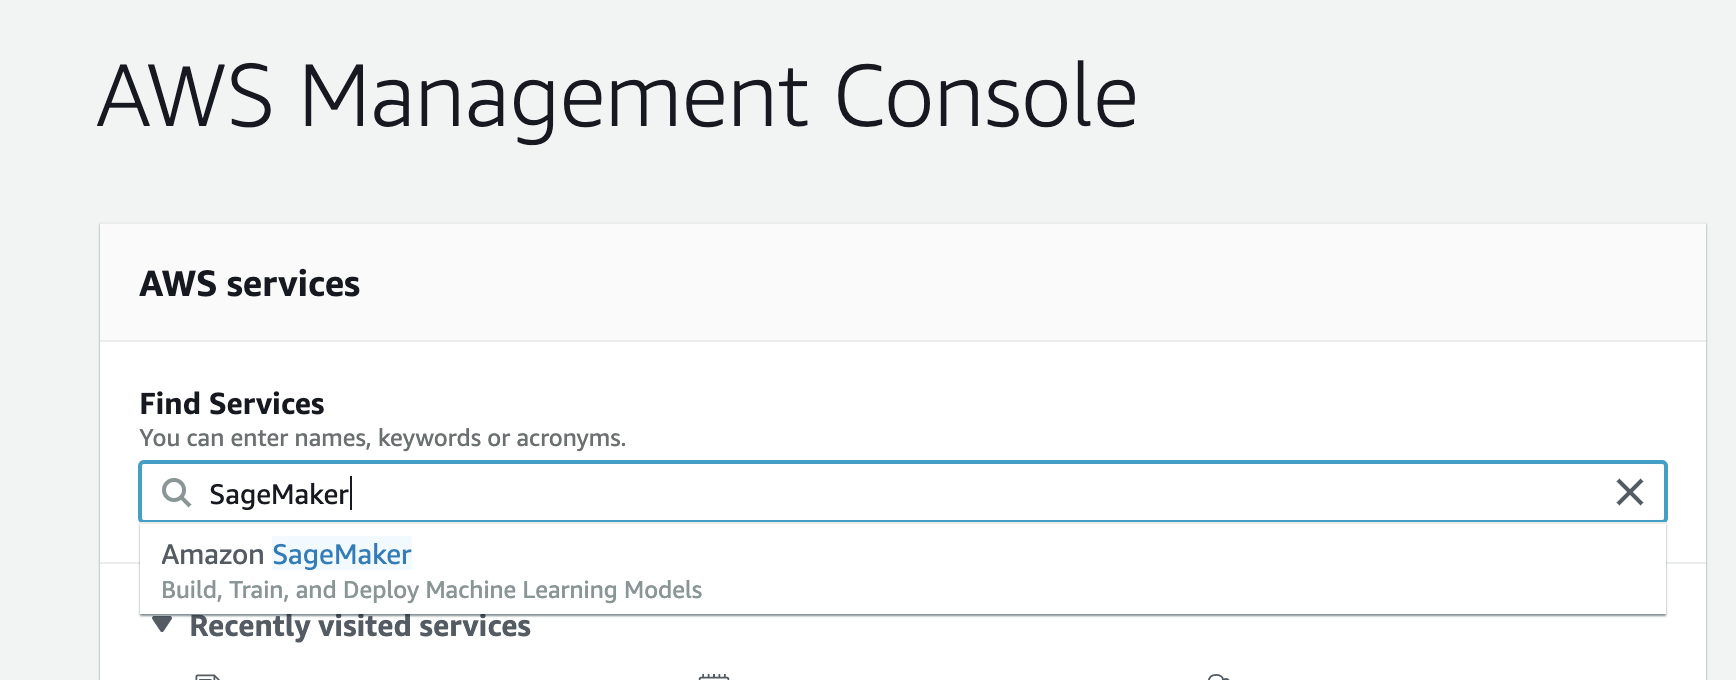 AWS Management Console
AWS services
Find Services
You can enter names, keywords or acronyms.
SageMaker
Amazon SageMaker
Build, Train, and Deploy Machine Learning Models
Recently visited services